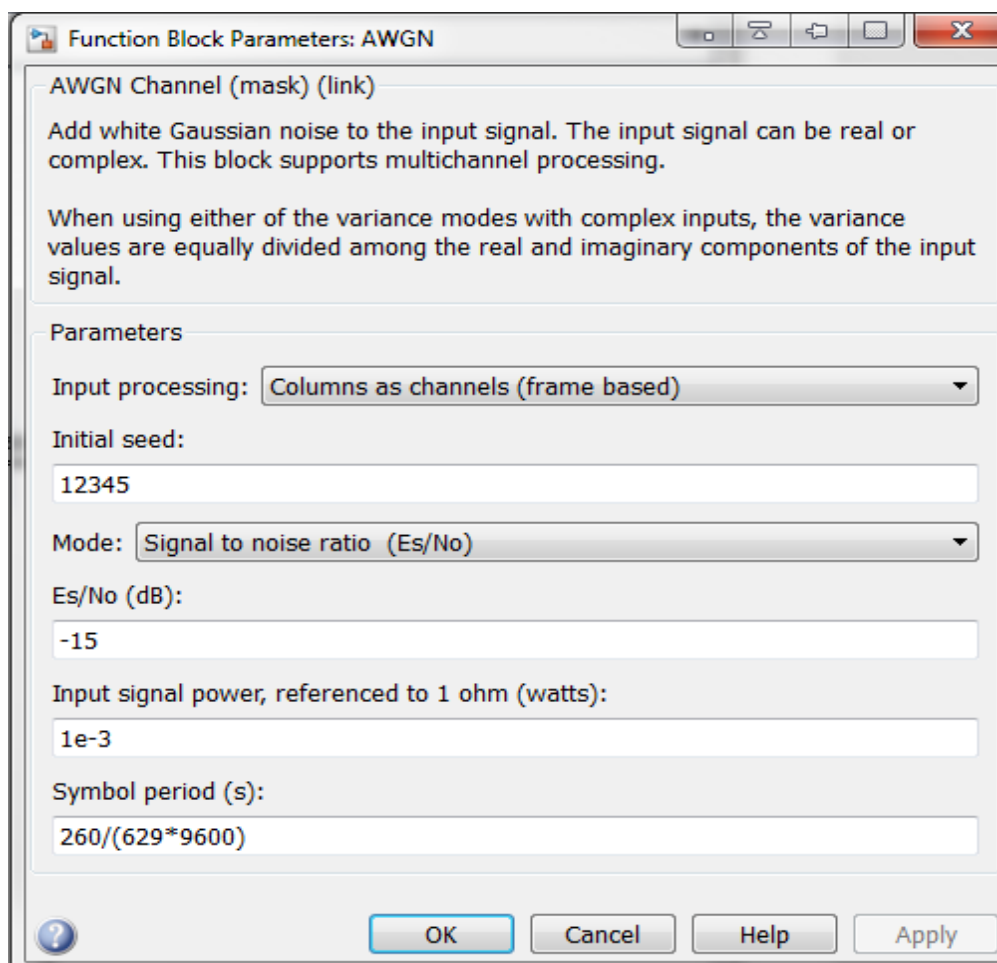 Function Block Parameters: AWGN
AWGN Channel (mask) (link)
Add white Gaussian noise to the input signal. The input signal can be real or
complex. This block supports multichannel processing.
When using either of the variance modes with complex inputs, the variance
values are equally divided among the real and imaginary components of the input
signal.
Parameters
Input processing: Columns as channels (frame based)
Initial seed:
12345
Mode: Signal to noise ratio  (Es/No)
Es/No (dB):
-15
Input signal power, referenced to 1 ohm (watts):
1e-3
Symbol period (s):
260/(629*9600)
OK Cancel Help Apply